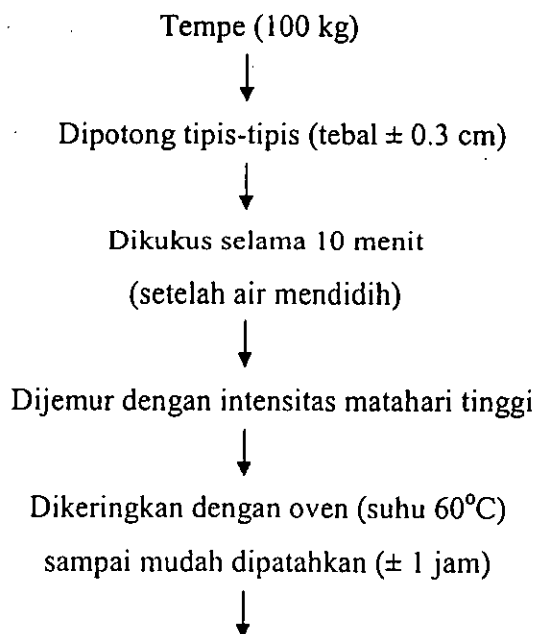 Tempe (100 kg)
Dipotong tipis-tipis (tebal ± 0.3 cm)
Dikukus selama 10 menit
(setelah air mendidih)
Dijemur dengan intensitas matahari tinggi
Dikeringkan dengan oven (suhu 60°C)
sampai mudah dipatahkan (± 1 jam)